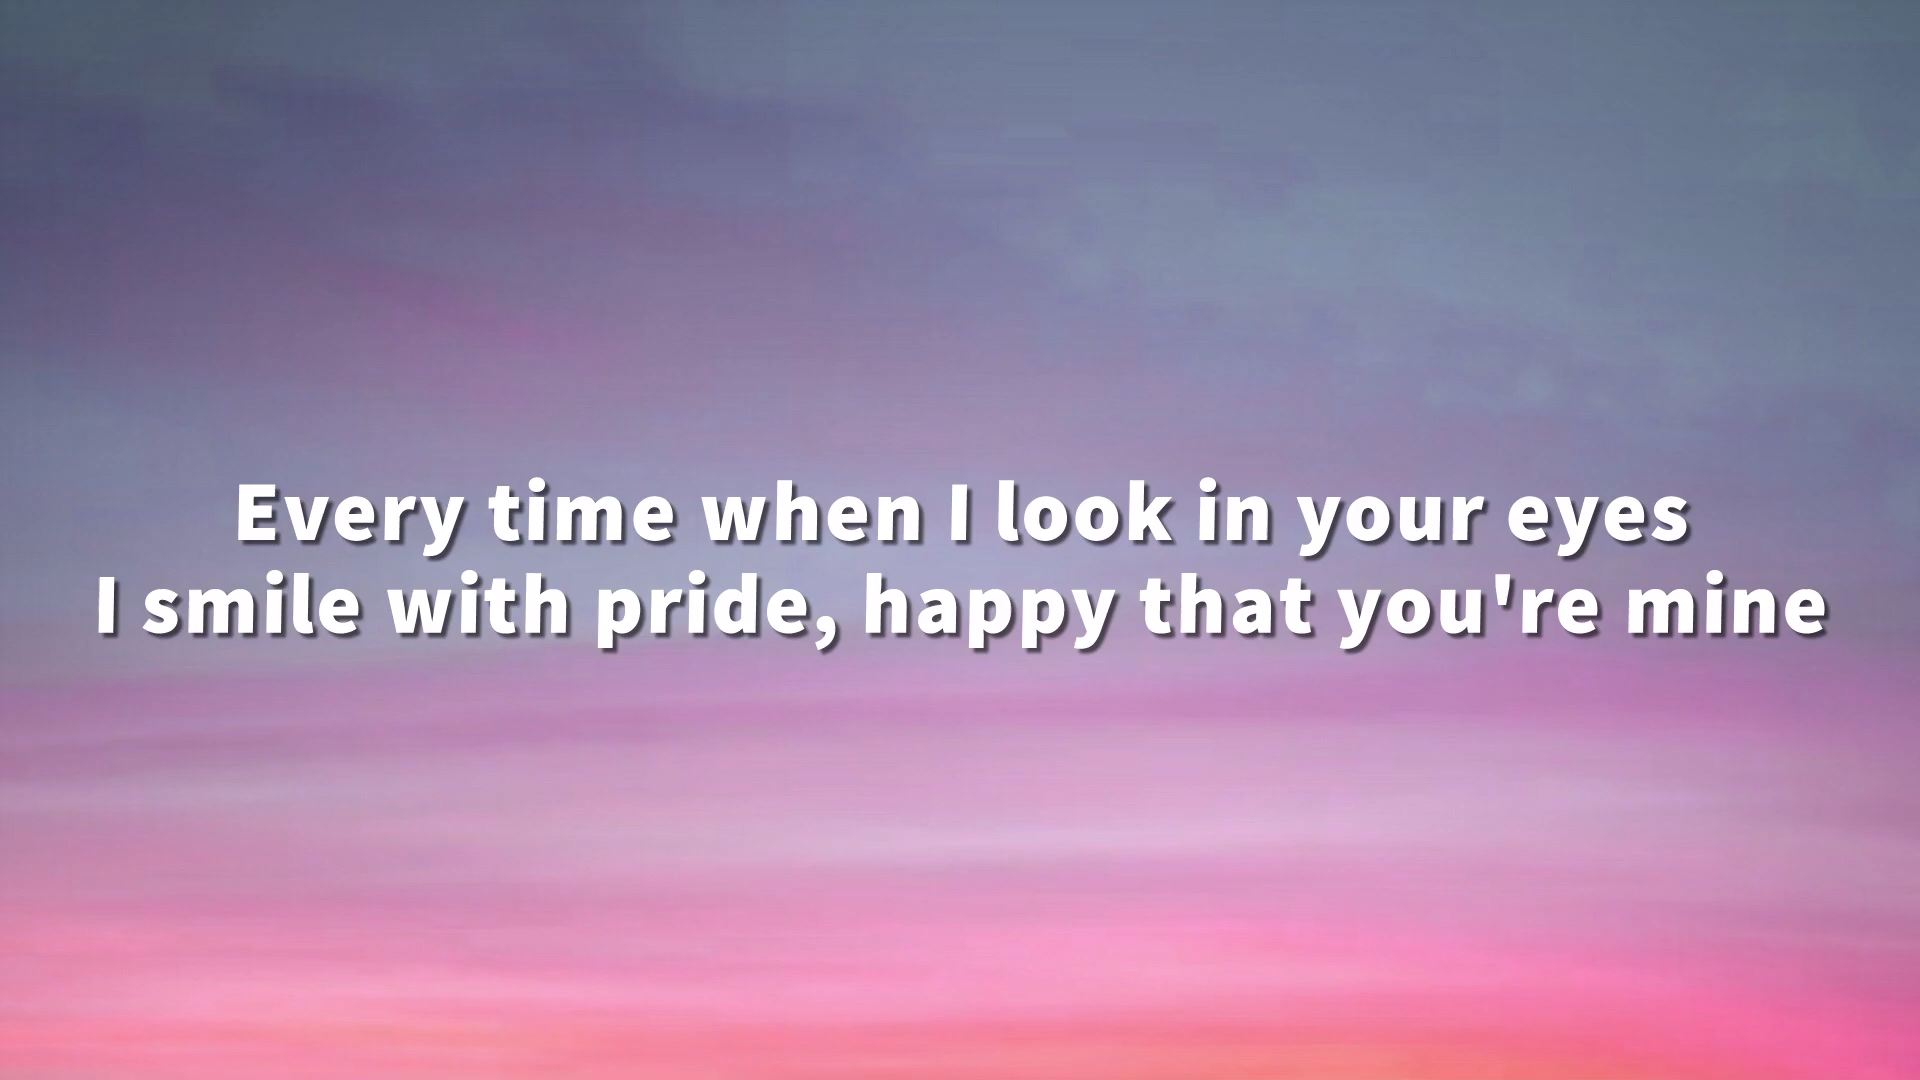 Every time when I look in your eyes
I smile with pride, happy that you're mine